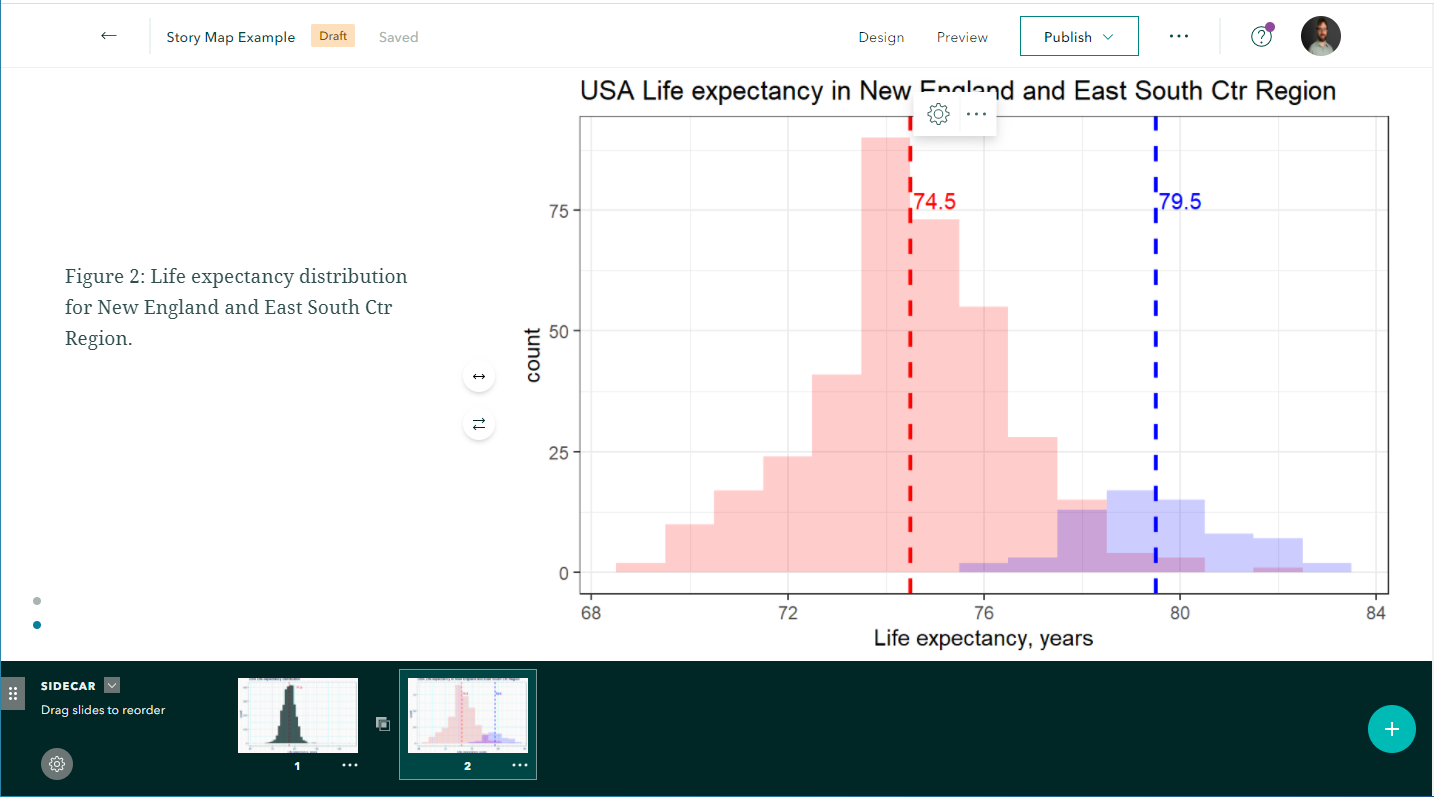 Story Map Example
Draft
Saved
Design
Preview
Publish
USA Life expectancy in New England and East South Ctr Region
Figure 2: Life expectancy distribution
for New England and East South Ctr
Region.
count
75
50
25
0
74.5
79.5
68
72
76
80
84
Life expectancy, years
SIDECAR
Drag slides to reorder
1
2